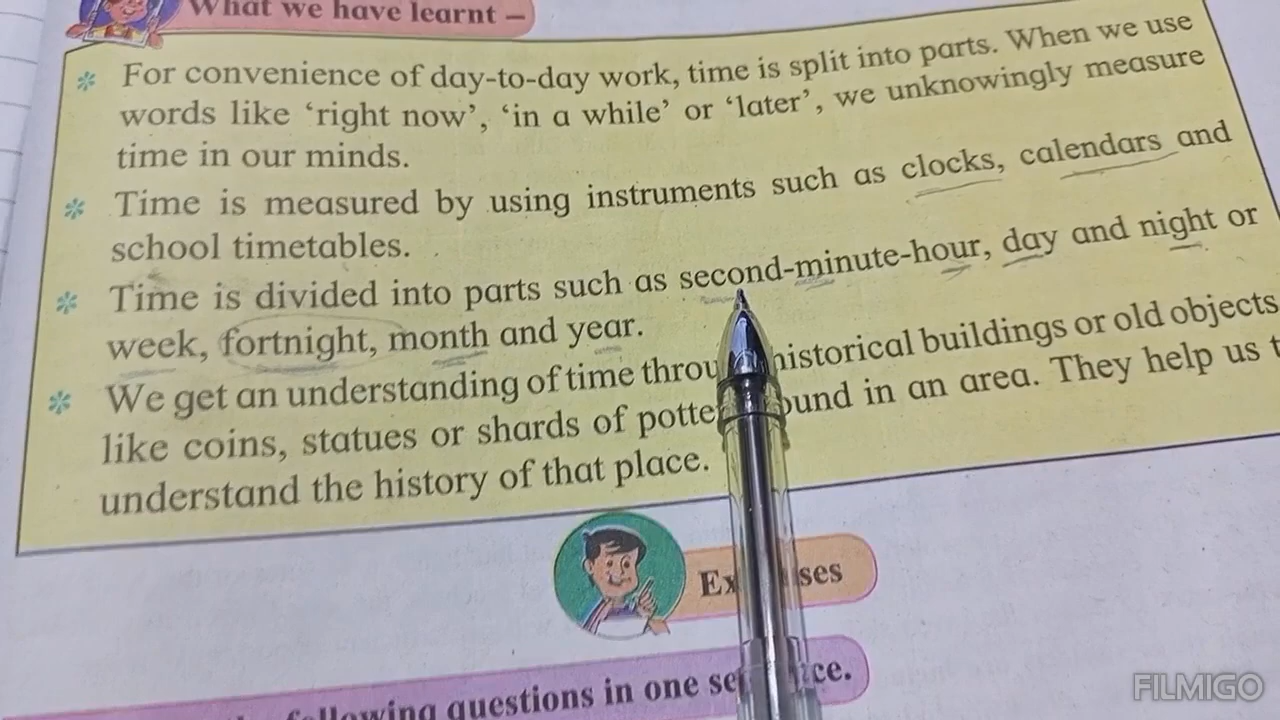 What we have learnt –
* For convenience of day-to-day work, time is split into parts. When we use
words like ‘right now’, ‘in a while’ or ‘later’, we unknowingly measure
time in our minds.
* Time is measured by using instruments such as clocks, calendars and
school timetables.
* Time is divided into parts such as second-minute-hour, day and night or
week, fortnight, month and year.
* We get an understanding of time historical buildings or old objects
like coins, statues or shards of in an area. They help us
understand the history of that place.
following questions in one
FILMIGO